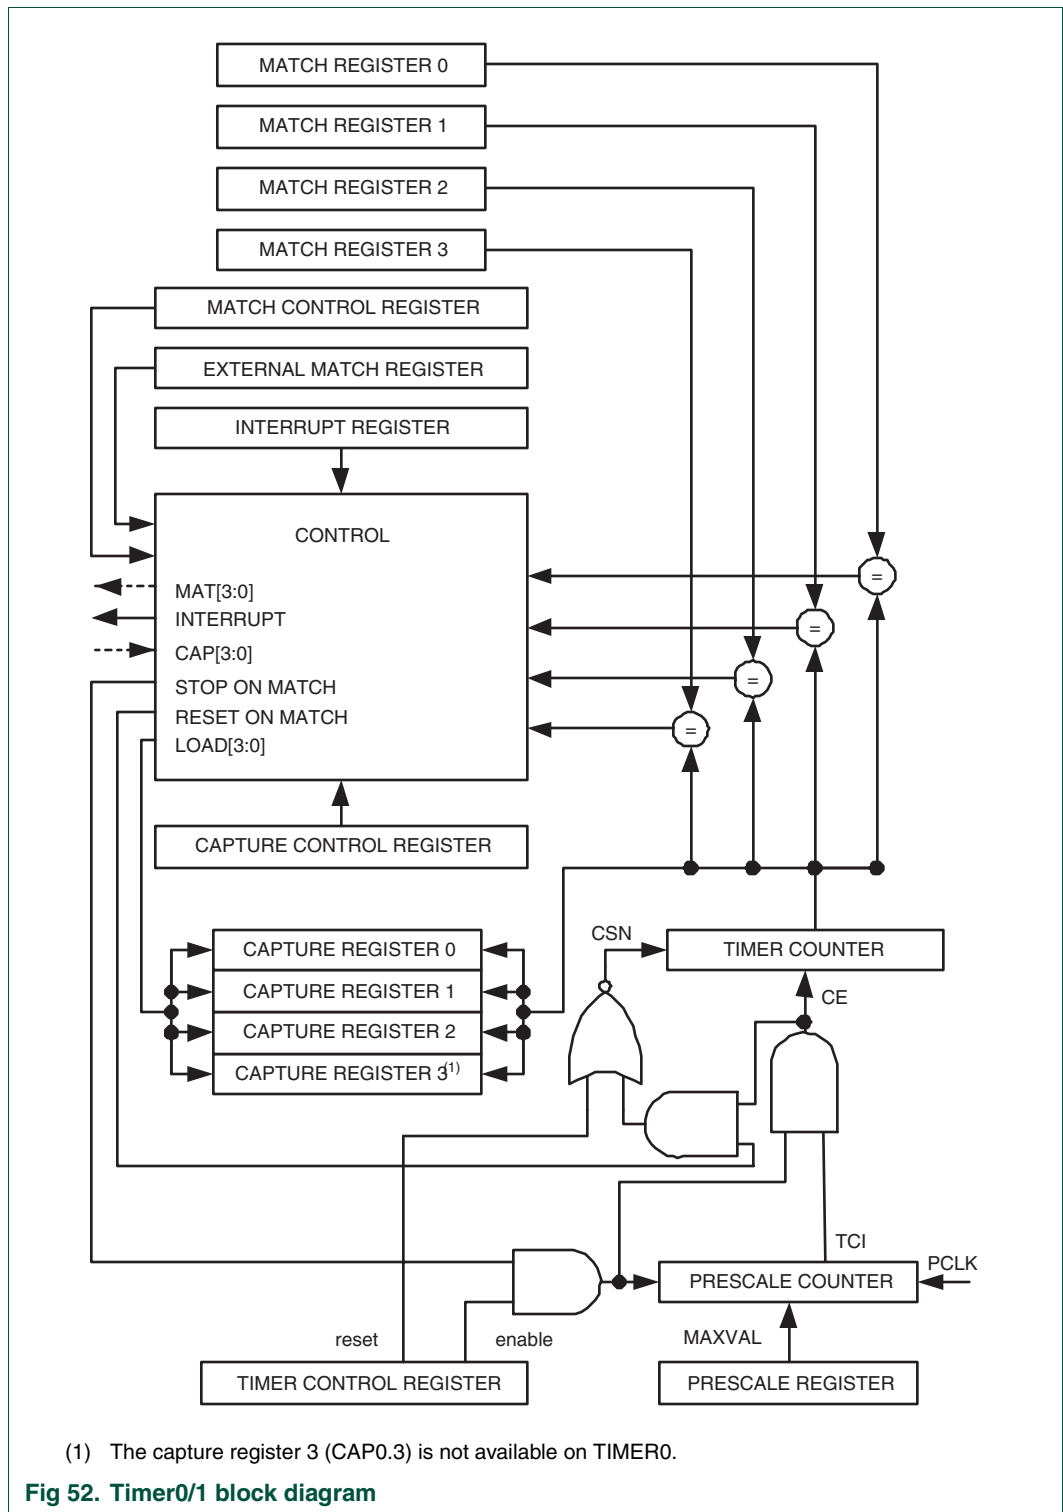 MATCH REGISTER 0
MATCH REGISTER 1
MATCH REGISTER 2
MATCH REGISTER 3
MATCH CONTROL REGISTER
EXTERNAL MATCH REGISTER
INTERRUPT REGISTER
CONTROL
=
MAT[3:0]
INTERRUPT
=
CAP[3:0]
STOP ON MATCH
=
RESET ON MATCH
=
LOAD[3:0]
CAPTURE CONTROL REGISTER
CSN
CAPTURE REGISTER 0
TIMER COUNTER
CAPTURE REGISTER 1
CE
CAPTURE REGISTER 2
CAPTURE REGISTER 3(1)
TCI
PCLK
PRESCALE COUNTER
reset
enable
MAXVAL
TIMER CONTROL REGISTER
PRESCALE REGISTER
(1) The capture register 3 (CAP0.3) is not available on TIMER0.
Fig 52. Timer0/1 block diagram